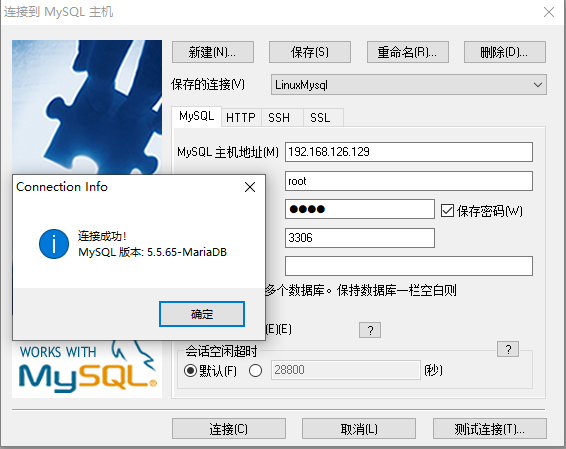 连接到 MySQL 主机
新建(N)... 保存(S) 重命名(R)... 删除(D)...
保存的连接(V) LinuxMysql
MySQL HTTP SSH SSL
MySQL 主机地址(M) 192.168.126.129
root
●●●● 保存密码(W)
3306
多个数据库。保持数据库一栏空白则
(E)(E) ?
会话空闲超时 ?
默认(F) 28800 (秒)
Connection Info
连接成功!
MySQL 版本: 5.5.65-MariaDB
确定
WORKS WITH
MySQL®
连接(C) 取消(L) 测试连接(T)...